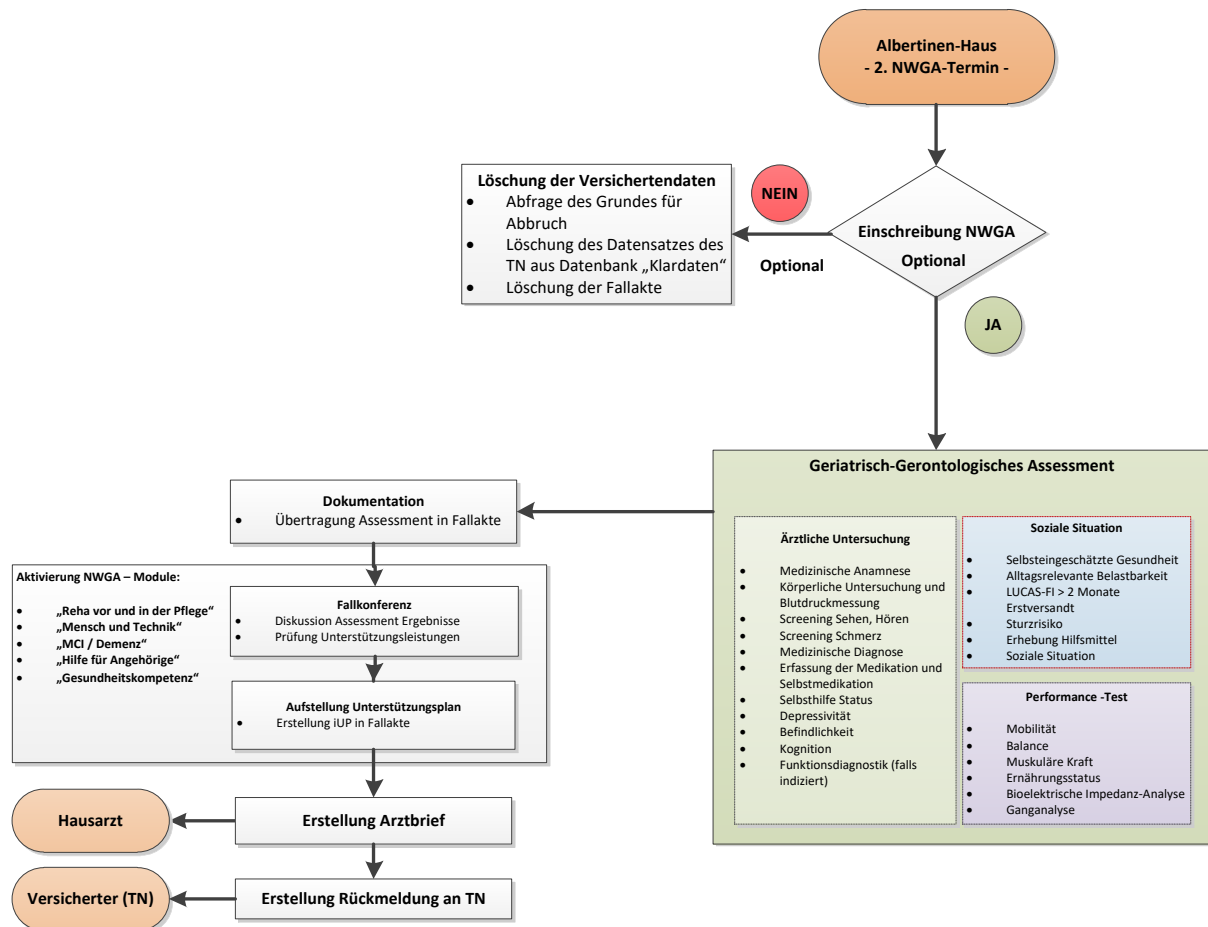 Albertinen-Haus
- 2. NWGA-Termin -
NEIN
Löschung der Versichertendaten
• Abfrage des Grundes für
Abbruch
• Löschung des Datensatzes des
TN aus Datenbank „Klardaten“
• Löschung der Fallakte
Optional
Einschreibung NWGA
Optional
JA
Geriatrisch-Gerontologisches Assessment
Ärztliche Untersuchung
• Medizinische Anamnese
• Körperliche Untersuchung und
Blutdruckmessung
• Screening Sehen, Hören
• Screening Schmerz
• Medizinische Diagnose
• Erfassung der Medikation und
Selbstmedikation
• Selbsthilfe Status
• Depressivität
• Befindlichkeit
• Kognition
• Funktionsdiagnostik (falls
indiziert)
Soziale Situation
• Selbsteingeschätzte Gesundheit
• Alltagsrelevante Belastbarkeit
• LUCAS-FI > 2 Monate
Erstversandt
• Sturzrisiko
• Erhebung Hilfsmittel
• Soziale Situation
Performance -Test
• Mobilität
• Balance
• Muskuläre Kraft
• Ernährungsstatus
• Bioelektrische Impedanz-Analyse
• Ganganalyse
Dokumentation
• Übertragung Assessment in Fallakte
Aktivierung NWGA – Module:
• „Reha vor und in der Pflege“
• „Mensch und Technik“
• „MCI / Demenz“
• „Hilfe für Angehörige“
• „Gesundheitskompetenz“
Fallkonferenz
• Diskussion Assessment Ergebnisse
• Prüfung Unterstützungsleistungen
Aufstellung Unterstützungsplan
• Erstellung iUP in Fallakte
Hausarzt
Erstellung Arztbrief
Versicherter (TN)
Erstellung Rückmeldung an TN